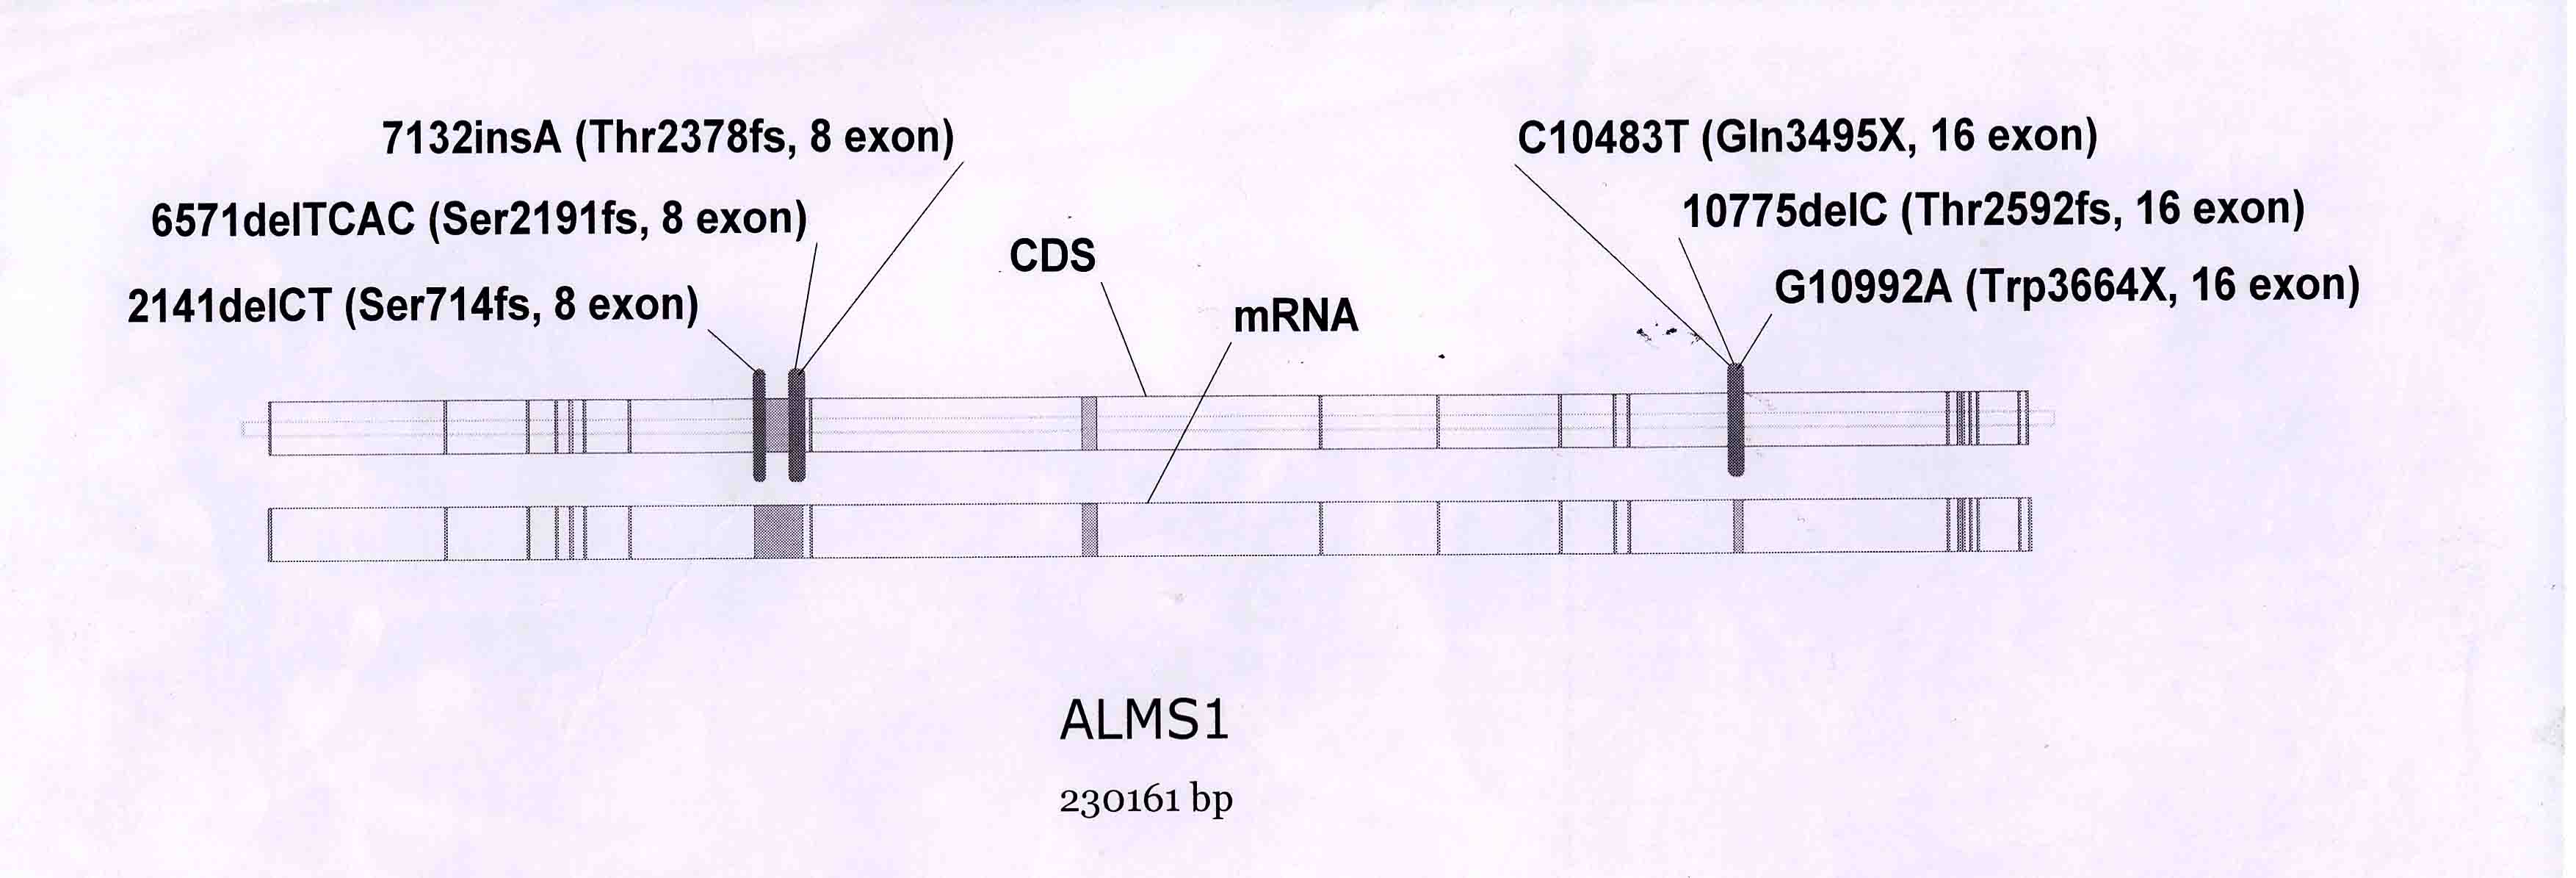 7132insA (Thr2378fs, 8 exon)
6571delTCAC (Ser2191fs, 8 exon)
2141delCT (Ser714fs, 8 exon)
CDS
mRNA
C10483T (Gln3495X, 16 exon)
10775delC (Thr2592fs, 16 exon)
G10992A (Trp3664X, 16 exon)
ALMS1
230161 bp